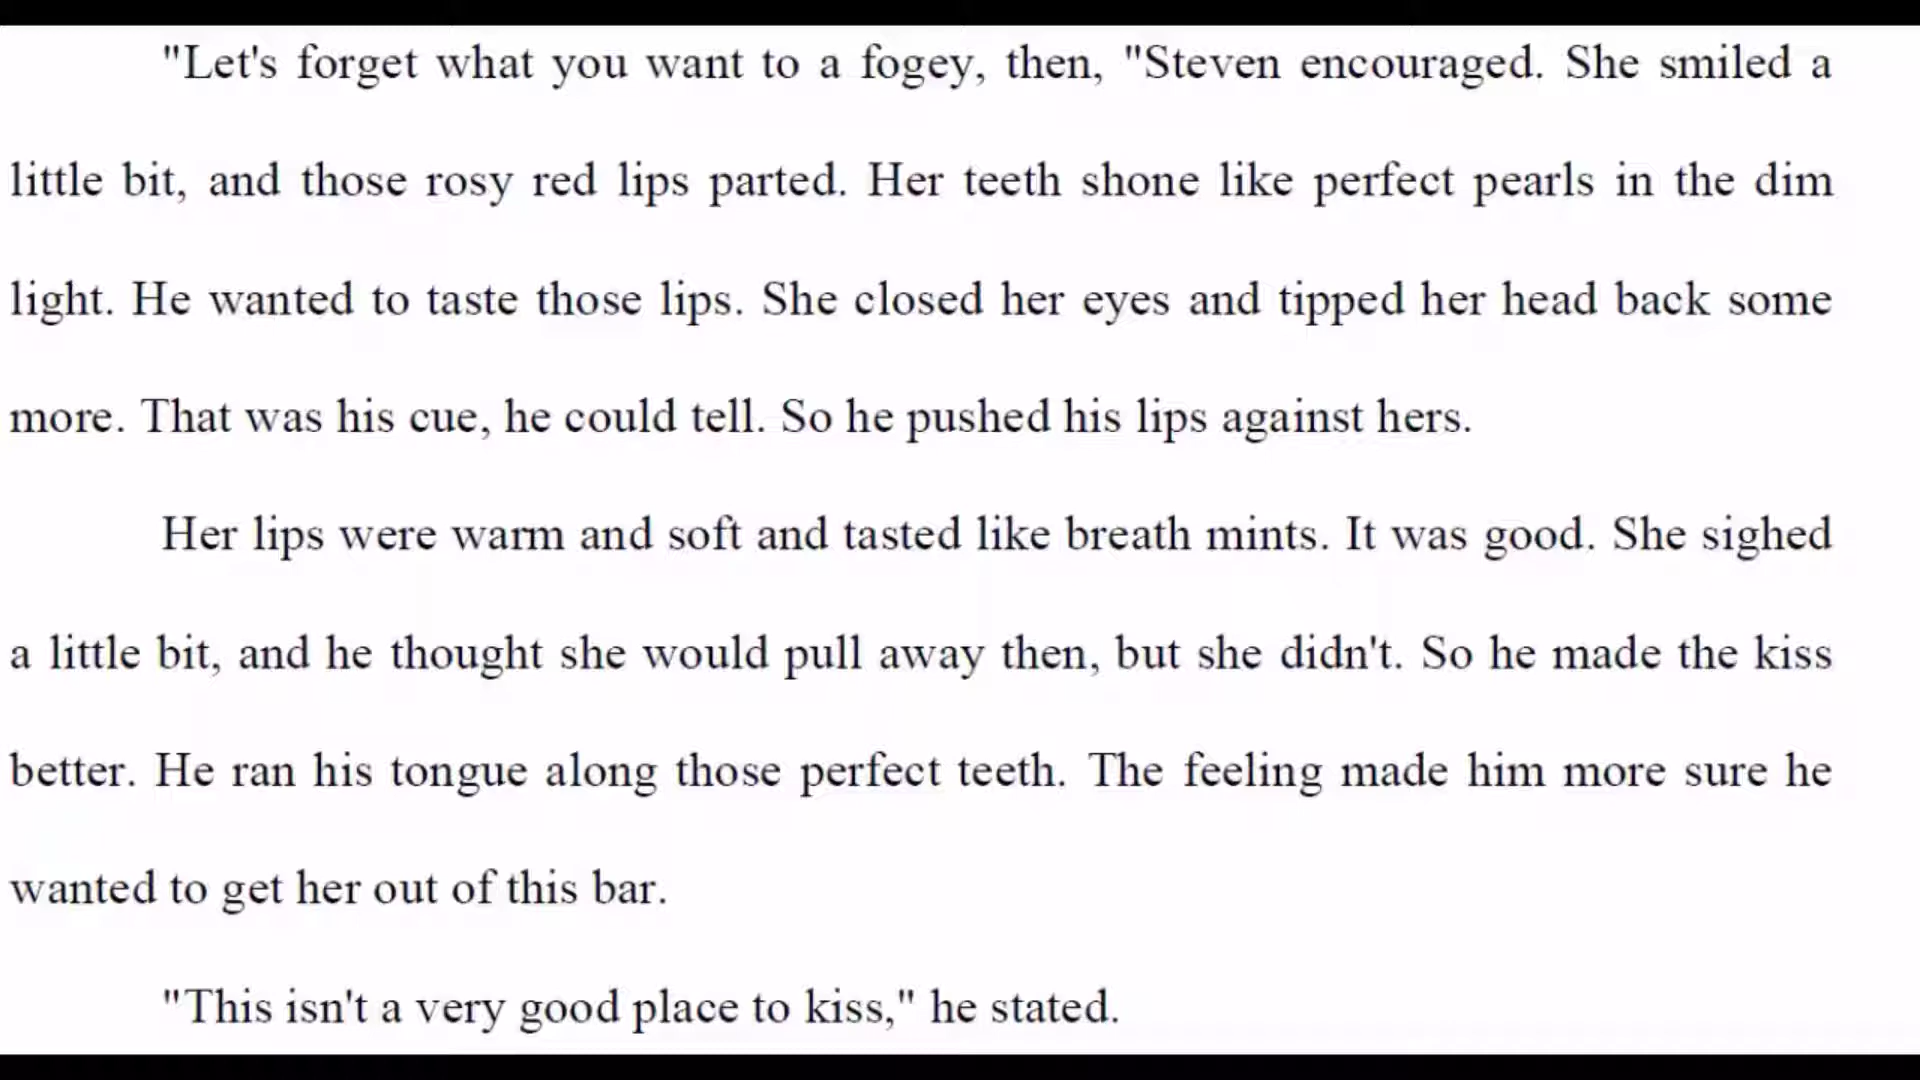 "Let's forget what you want to a fogey, then, "Steven encouraged. She smiled a
little bit, and those rosy red lips parted. Her teeth shone like perfect pearls in the dim
light. He wanted to taste those lips. She closed her eyes and tipped her head back some
more. That was his cue, he could tell. So he pushed his lips against hers.
Her lips were warm and soft and tasted like breath mints. It was good. She sighed
a little bit, and he thought she would pull away then, but she didn't. So he made the kiss
better. He ran his tongue along those perfect teeth. The feeling made him more sure he
wanted to get her out of this bar.
"This isn't a very good place to kiss," he stated.